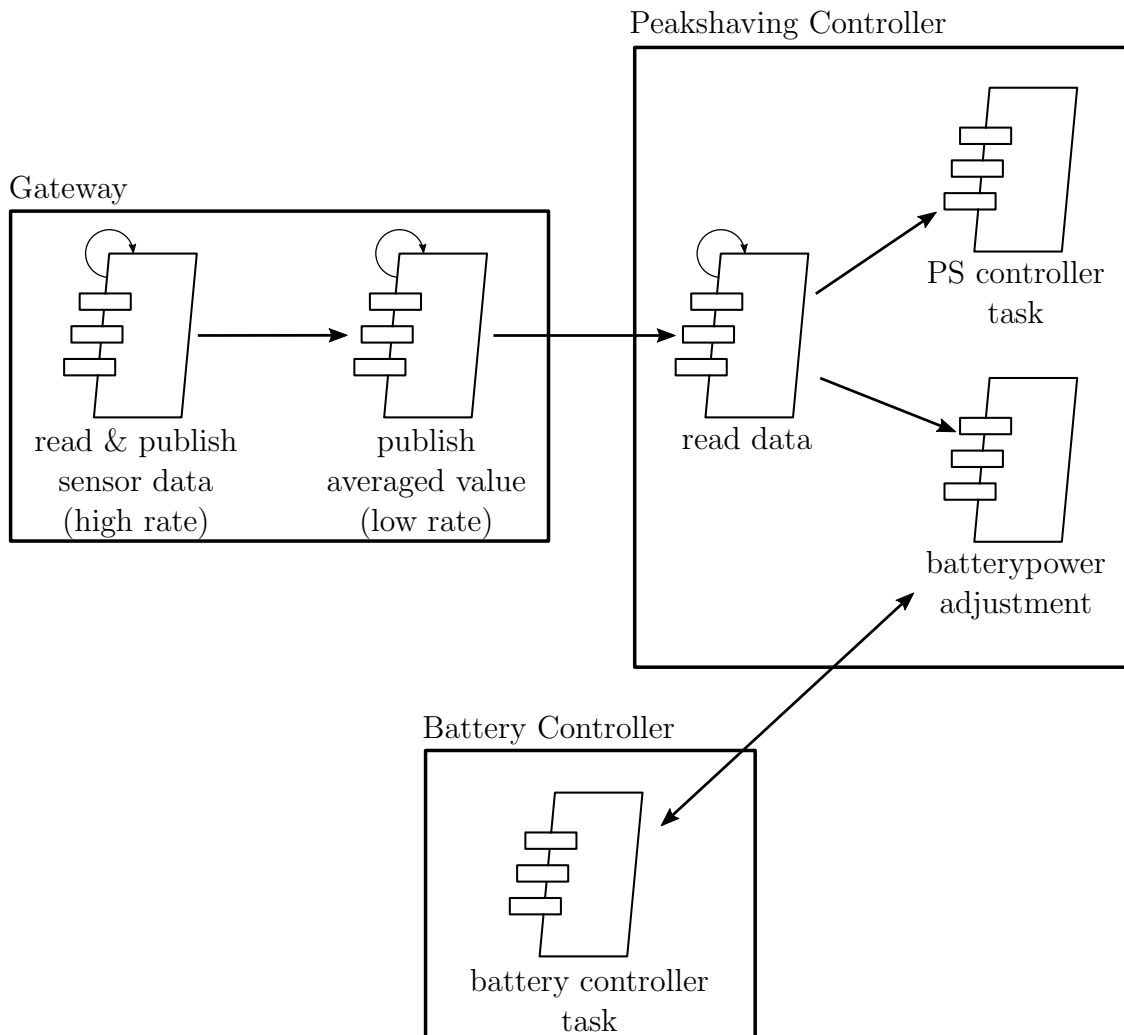 Peakshaving Controller
Gateway
PS controller
task
read & publish
sensor data
(high rate)
publish
averaged value
(low rate)
read data
batterypower
adjustment
Battery Controller
battery controller
task